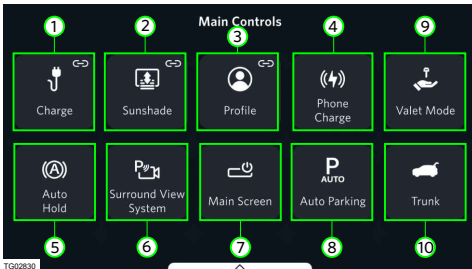 Main Controls
1
2
3
4
9
Charge
Sunshade
Profile
Phone
Charge
Valet Mode
A
P
P
AUTO
Auto
Hold
Surround View
System
Main Screen
Auto Parking
Trunk
5
6
7
8
10
TG02830